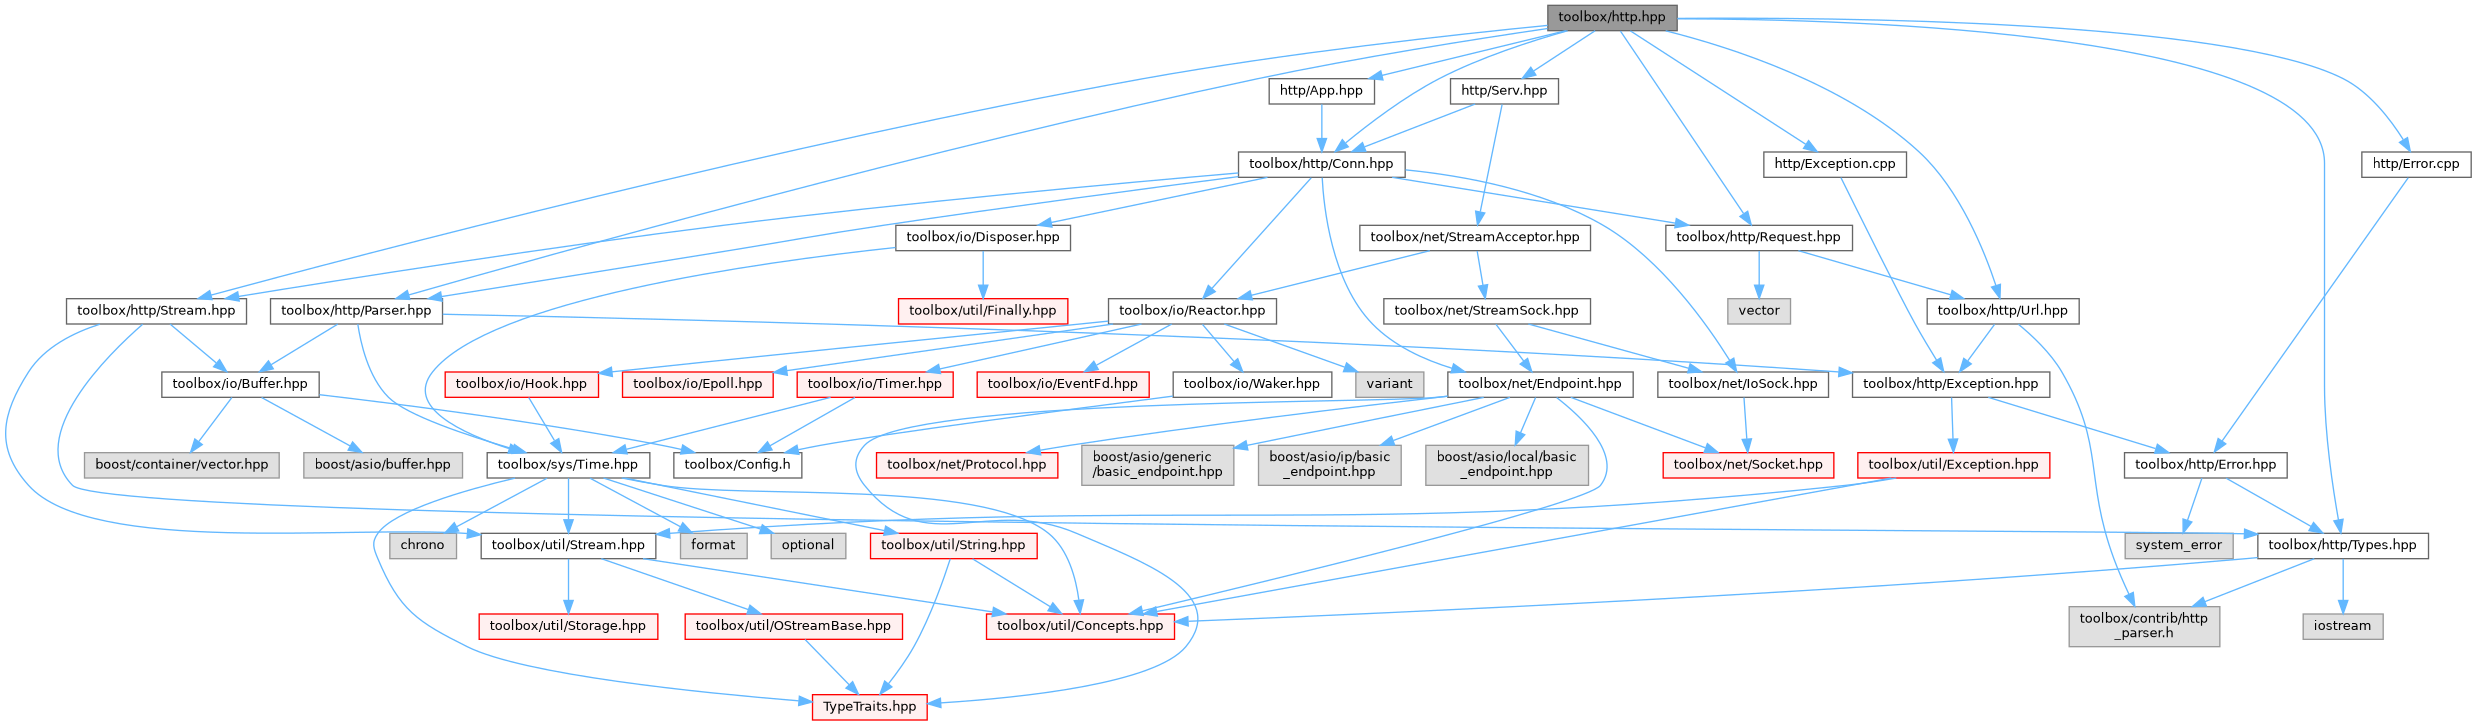 toolbox/http.hpp
http/App.hpp
http/Serv.hpp
toolbox/http/Conn.hpp
http/Exception.cpp
http/Error.cpp
toolbox/io/Disposer.hpp
toolbox/net/StreamAcceptor.hpp
toolbox/http/Request.hpp
toolbox/http/Stream.hpp
toolbox/http/Parser.hpp
toolbox/util/Finally.hpp
toolbox/io/Reactor.hpp
toolbox/net/StreamSock.hpp
vector
toolbox/http/Url.hpp
toolbox/io/Buffer.hpp
toolbox/io/Hook.hpp
toolbox/io/Epoll.hpp
toolbox/io/Timer.hpp
toolbox/io/EventFd.hpp
toolbox/io/Waker.hpp
variant
toolbox/net/Endpoint.hpp
toolbox/net/IoSock.hpp
toolbox/http/Exception.hpp
boost/container/vector.hpp
boost/asio/buffer.hpp
toolbox/sys/Time.hpp
toolbox/Config.h
toolbox/net/Protocol.hpp
boost/asio/generic
/basic_endpoint.hpp
boost/asio/ip/basic
_endpoint.hpp
boost/asio/local/basic
_endpoint.hpp
toolbox/net/Socket.hpp
toolbox/util/Exception.hpp
toolbox/http/Error.hpp
chrono
toolbox/util/Stream.hpp
format
optional
toolbox/util/String.hpp
system_error
toolbox/http/Types.hpp
toolbox/util/Storage.hpp
toolbox/util/OStreamBase.hpp
toolbox/util/Concepts.hpp
toolbox/contrib/http
_parser.h
iostream
TypeTraits.hpp